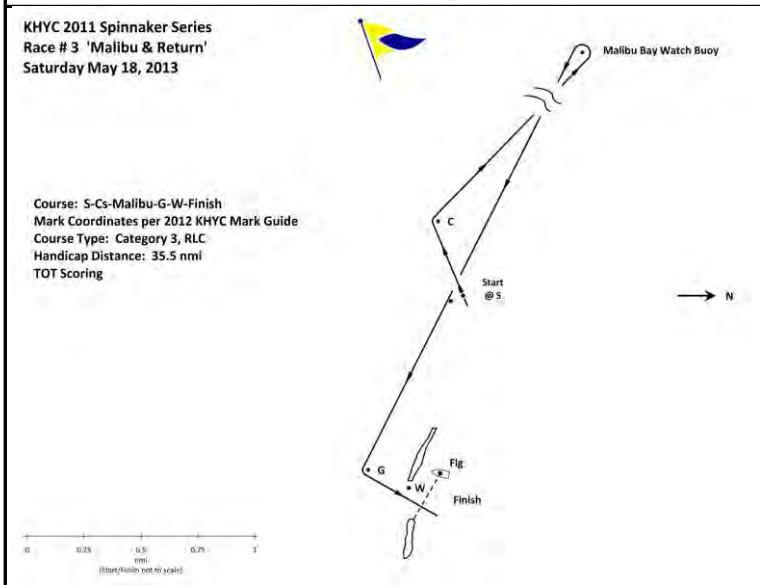 KHYC 2011 Spinnaker Series
Race # 3 'Malibu & Return'
Saturday May 18, 2013
Malibu Bay Watch Buoy
Course: S-Cs-Malibu-G-W-Finish
Mark Coordinates per 2012 KHYC Mark Guide
Course Type: Category 3, RLC
Handicap Distance: 35.5 nmi
TOT Scoring
C
Start
@ S
N
G
W
Flg
Finish
0 0.25 0.5 0.75 1
nmi
(Start/Finish not to scale)